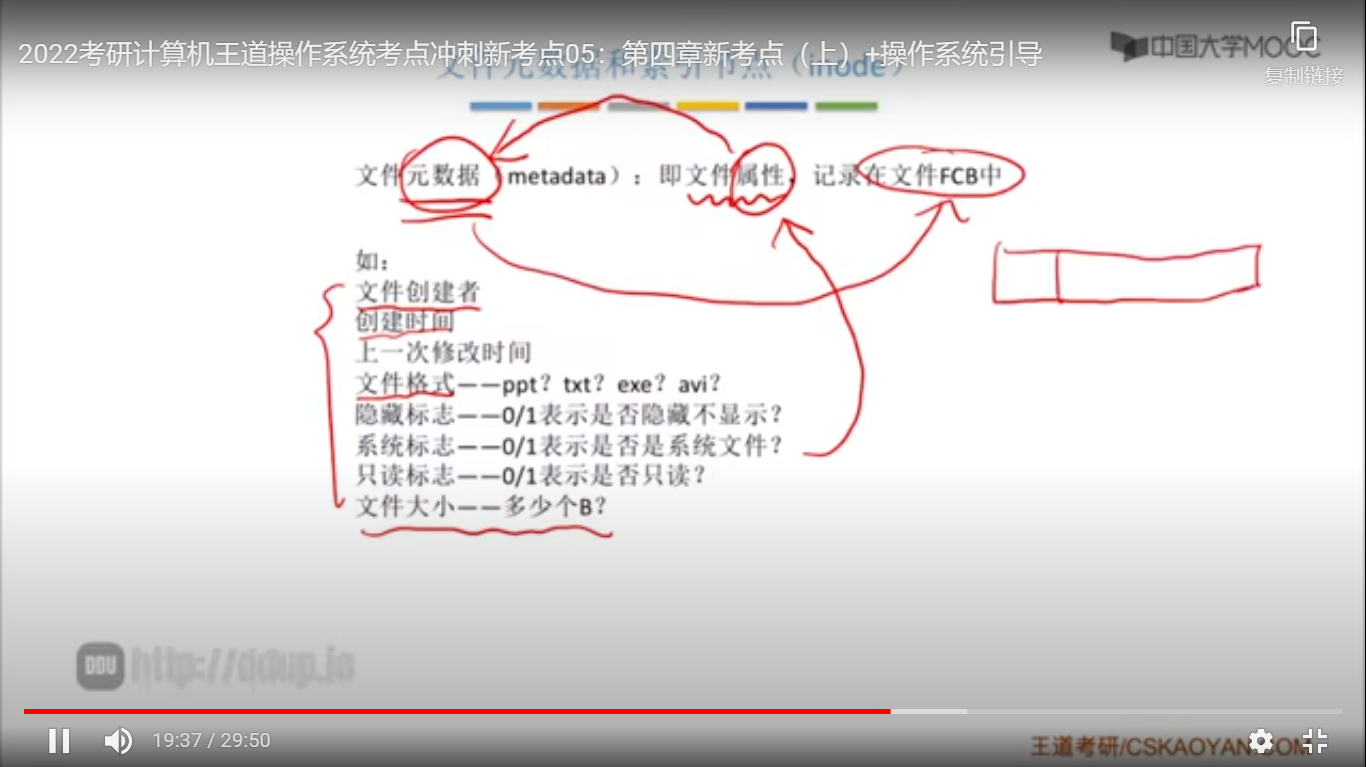 2022考研计算机王道操作系统考点冲刺新考点05：第四章新考点（上）+操作系统引导
中国大学MOOC
复制链接
文件元数据和索引节点（inode）
文件元数据（metadata）：即文件属性，记录在文件FCB中
如：
文件创建者
创建时间
上一次修改时间
文件格式——ppt？txt？exe？avi？
隐藏标志——0/1表示是否隐藏不显示？
系统标志——0/1表示是否是系统文件？
只读标志——0/1表示是否只读？
文件大小——多少个B？
DDU http://ddup.io
19:37 / 29:50
王道考研/CSKAOYAN.COM